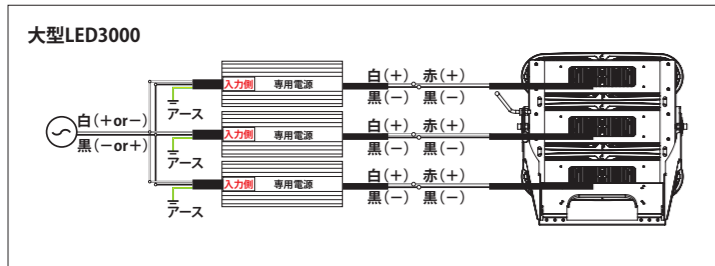 大型LED3000
白(+) 赤(+)
入力側 専用電源
黒(−) 黒(−)
アース
白(+or−)
白(+) 赤(+)
入力側 専用電源
黒(−or+)
黒(−) 黒(−)
アース
白(+) 赤(+)
入力側 専用電源
黒(−) 黒(−)
アース